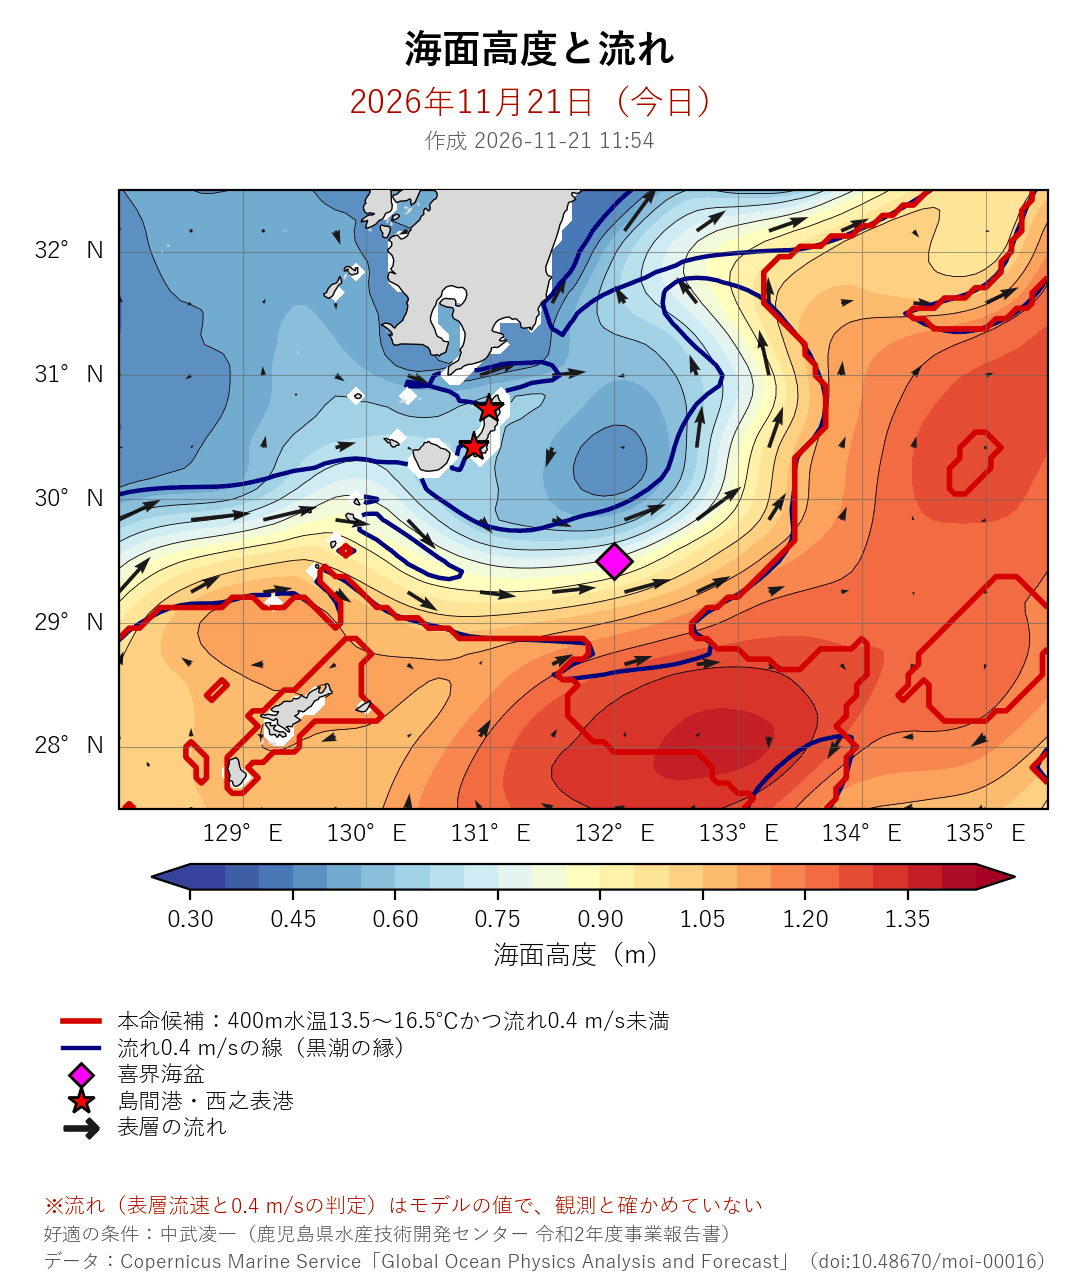 海面高度と流れ
2026年11月21日（今日）
作成 2026-11-21 11:54
32° N
31° N
30° N
29° N
28° N
129° E 130° E 131° E 132° E 133° E 134° E 135° E
0.30 0.45 0.60 0.75 0.90 1.05 1.20 1.35
海面高度（m）
本命候補：400m水温13.5～16.5℃かつ流れ0.4 m/s未満
流れ0.4 m/sの線（黒潮の縁）
喜界海盆
島間港・西之表港
表層の流れ
※流れ（表層流速と0.4 m/sの判定）はモデルの値で、観測と確かめていない
好適の条件：中武凌一（鹿児島県水産技術開発センター 令和2年度事業報告書）
データ：Copernicus Marine Service「Global Ocean Physics Analysis and Forecast」（doi:10.48670/moi-00016）